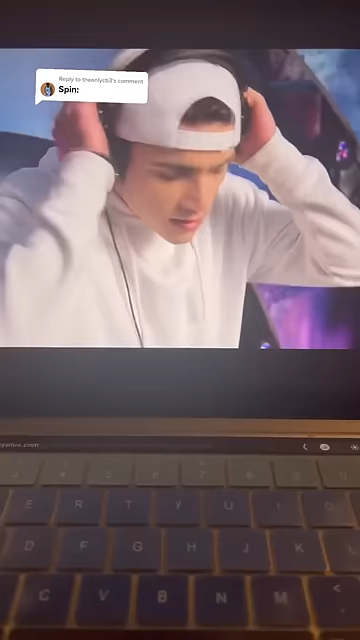 Reply to theonlycb3's comment
Spin:
E R T Y U I O
D F G H J K L
C V B N M <